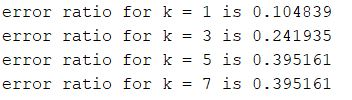 error ratio for k = 1 is 0.104839
error ratio for k = 3 is 0.241935
error ratio for k = 5 is 0.395161
error ratio for k = 7 is 0.395161